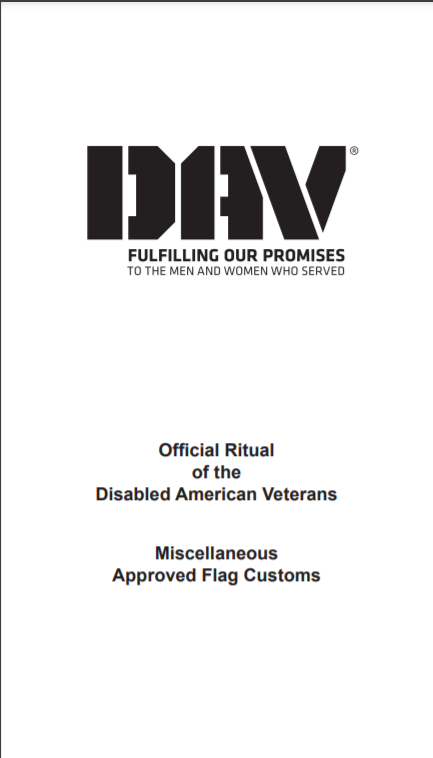 DAV®
FULFILLING OUR PROMISES
TO THE MEN AND WOMEN WHO SERVED
Official Ritual
of the
Disabled American Veterans
Miscellaneous
Approved Flag Customs